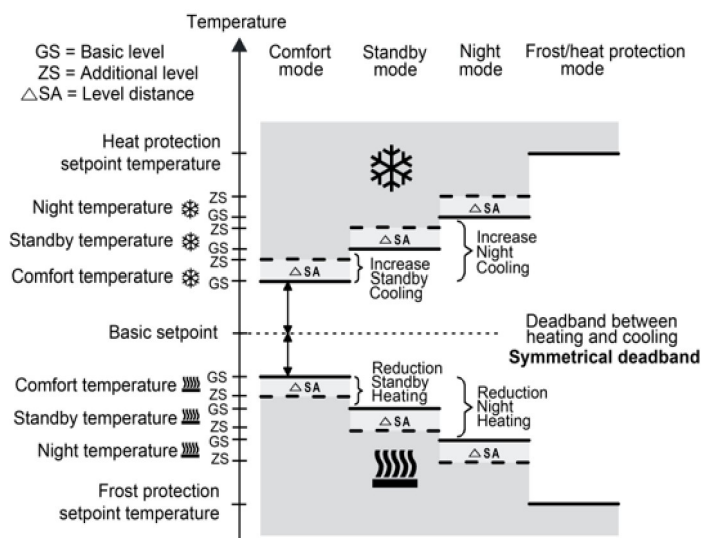 Temperature
GS = Basic level
ZS = Additional level
△SA = Level distance
Comfort mode
Standby mode
Night mode
Frost/heat protection mode
Heat protection
setpoint temperature
Night temperature
ZS
GS
Standby temperature
ZS
GS
Comfort temperature
ZS
GS
△SA
△SA
△SA
Increase
Standby
Cooling
Increase
Night
Cooling
Basic setpoint
Deadband between
heating and cooling
Symmetrical deadband
Comfort temperature
GS
ZS
Standby temperature
GS
ZS
Night temperature
GS
ZS
△SA
△SA
△SA
Reduction
Standby
Heating
Reduction
Night
Heating
Frost protection
setpoint temperature